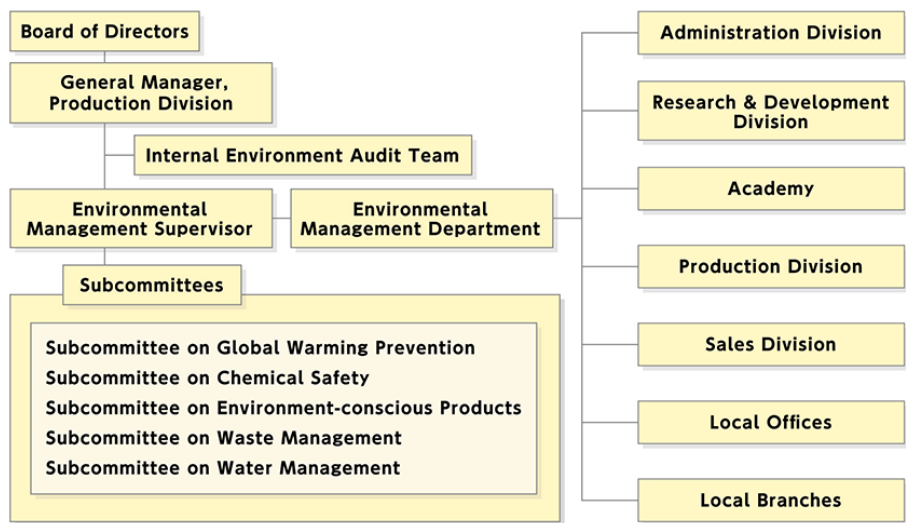 Board of Directors
General Manager,
Production Division
Internal Environment Audit Team
Environmental
Management Supervisor
Environmental
Management Department
Subcommittees
Subcommittee on Global Warming Prevention
Subcommittee on Chemical Safety
Subcommittee on Environment-conscious Products
Subcommittee on Waste Management
Subcommittee on Water Management
Administration Division
Research & Development
Division
Academy
Production Division
Sales Division
Local Offices
Local Branches